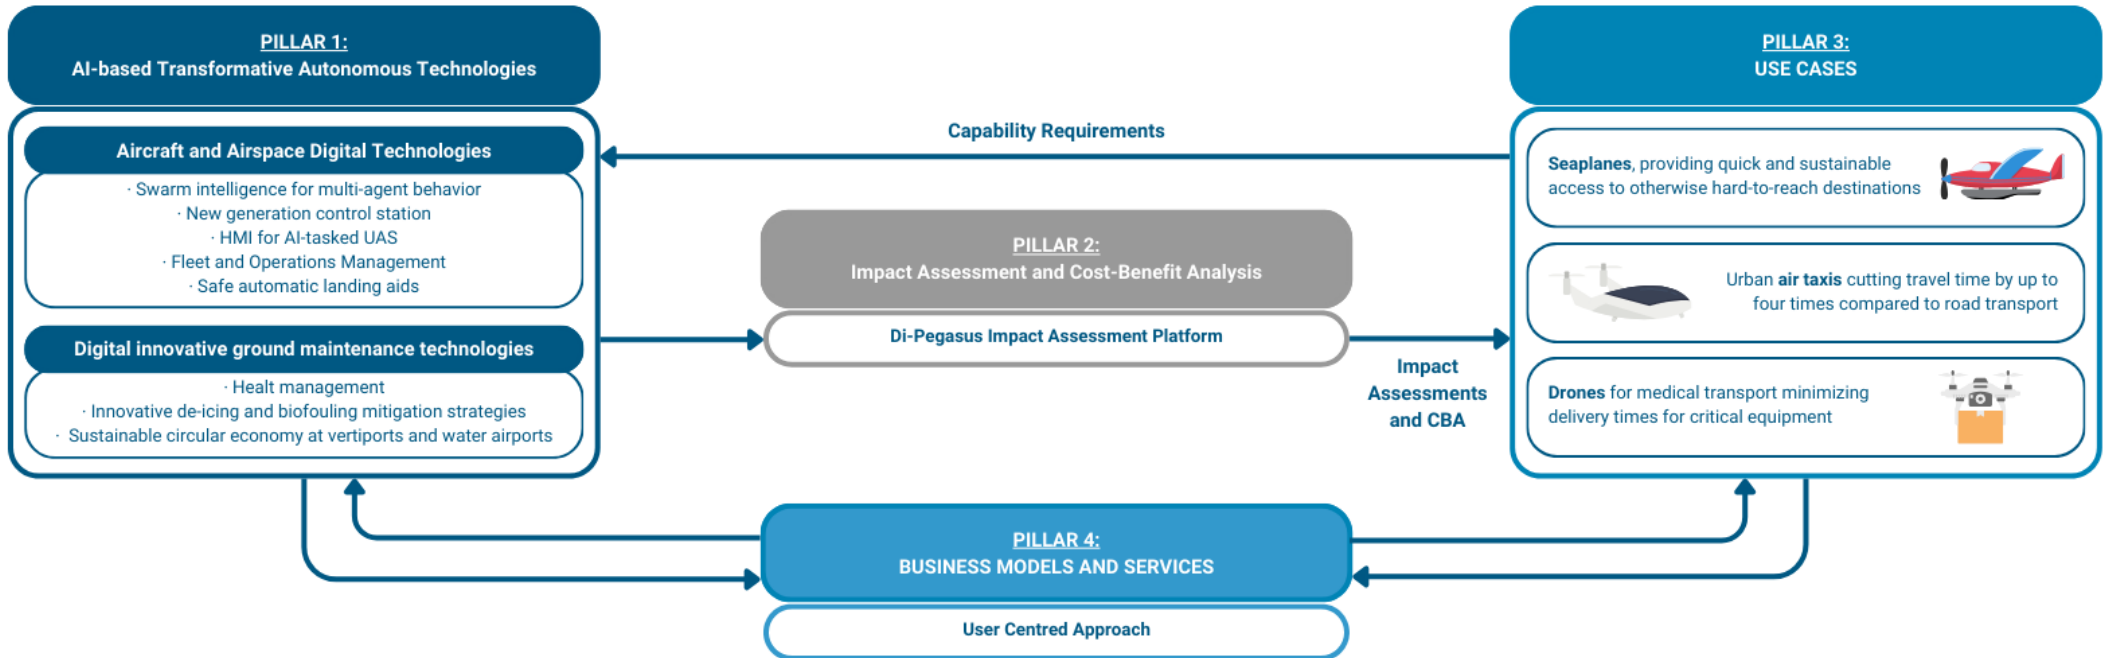 PILLAR 1:
AI-based Transformative Autonomous Technologies
Aircraft and Airspace Digital Technologies
· Swarm intelligence for multi-agent behavior
· New generation control station
· HMI for AI-tasked UAS
· Fleet and Operations Management
· Safe automatic landing aids
Digital innovative ground maintenance technologies
· Healt management
· Innovative de-icing and biofouling mitigation strategies
· Sustainable circular economy at vertiports and water airports
Capability Requirements
PILLAR 2:
Impact Assessment and Cost-Benefit Analysis
Di-Pegasus Impact Assessment Platform
Impact
Assessments
and CBA
PILLAR 3:
USE CASES
Seaplanes, providing quick and sustainable
access to otherwise hard-to-reach destinations
Urban air taxis cutting travel time by up to
four times compared to road transport
Drones for medical transport minimizing
delivery times for critical equipment
PILLAR 4:
BUSINESS MODELS AND SERVICES
User Centred Approach